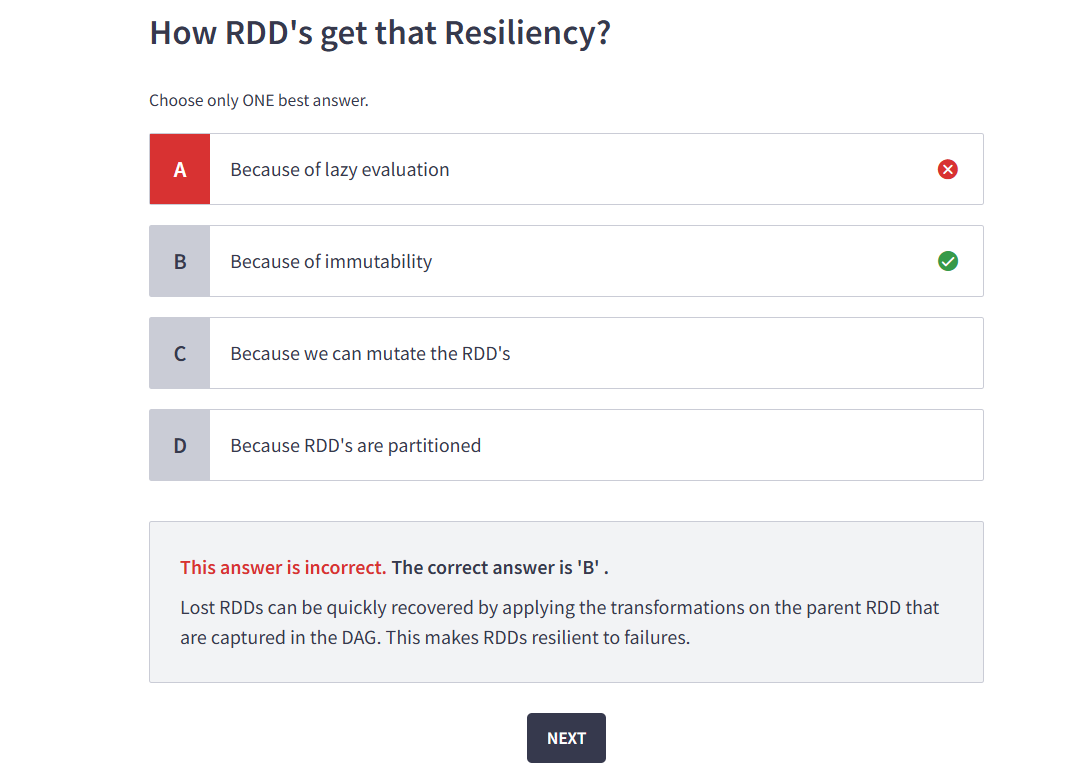 How RDD's get that Resiliency?
Choose only ONE best answer.
A Because of lazy evaluation
B Because of immutability
C Because we can mutate the RDD's
D Because RDD's are partitioned
This answer is incorrect. The correct answer is 'B' .
Lost RDDs can be quickly recovered by applying the transformations on the parent RDD that
are captured in the DAG. This makes RDDs resilient to failures.
NEXT